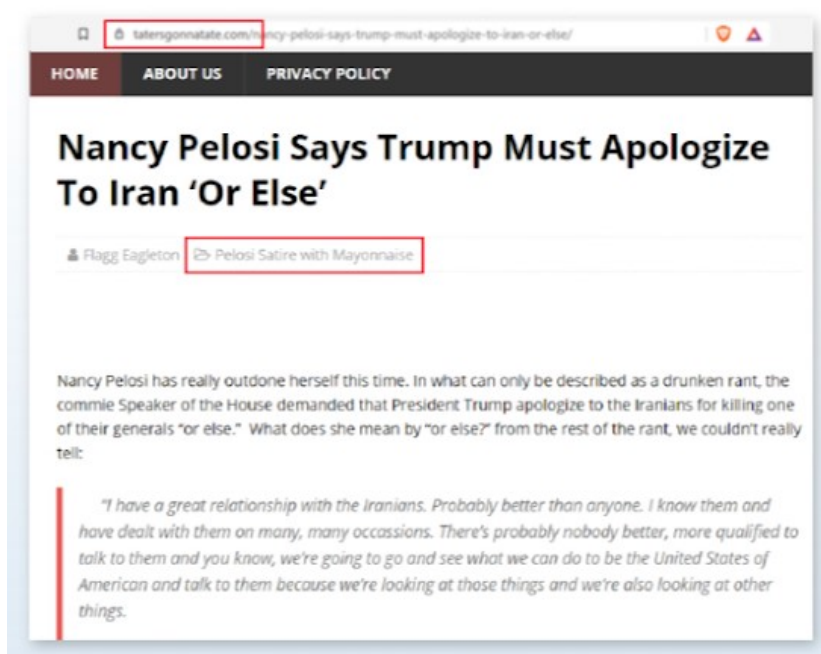 tatersgonnatate.com/nancy-pelosi-says-trump-must-apologize-to-iran-or-else/
HOME ABOUT US PRIVACY POLICY
Nancy Pelosi Says Trump Must Apologize
To Iran ‘Or Else’
Flagg Eagleton Pelosi Satire with Mayonnaise
Nancy Pelosi has really outdone herself this time. In what can only be described as a drunken rant, the
commie Speaker of the House demanded that President Trump apologize to the Iranians for killing one
of their generals “or else.” What does she mean by “or else?” from the rest of the rant, we couldn’t really
tell:
“I have a great relationship with the Iranians. Probably better than anyone. I know them and
have dealt with them on many, many occassions. There’s probably nobody better, more qualified to
talk to them and you know, we’re going to go and see what we can do to be the United States of
American and talk to them because we’re looking at those things and we’re also looking at other
things.